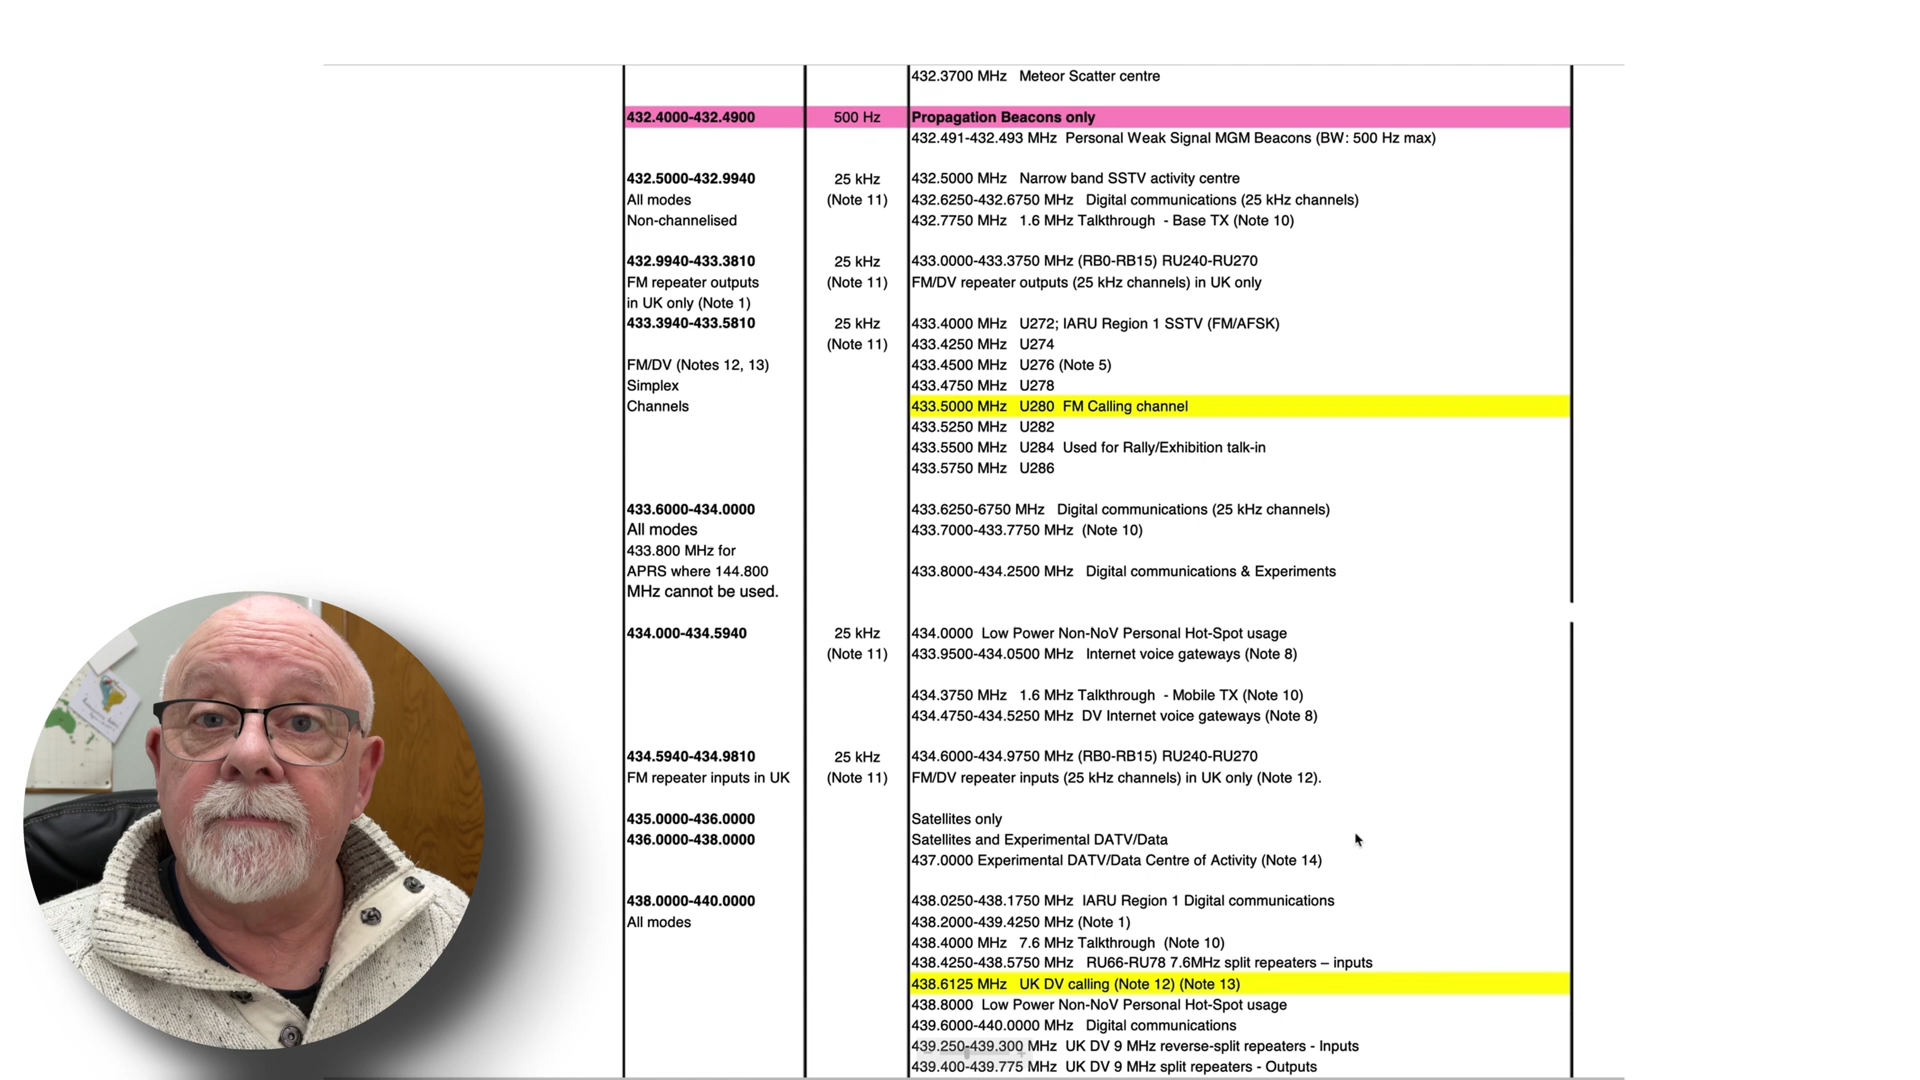 432.3700 MHz Meteor Scatter centre
432.4000-432.4900 500 Hz Propagation Beacons only
432.491-432.493 MHz Personal Weak Signal MGM Beacons (BW: 500 Hz max)
432.5000-432.9940 25 kHz 432.5000 MHz Narrow band SSTV activity centre
All modes (Note 11) 432.6250-432.6750 MHz Digital communications (25 kHz channels)
Non-channelised 432.7750 MHz 1.6 MHz Talkthrough - Base TX (Note 10)
432.9940-433.3810 25 kHz 433.0000-433.3750 MHz (RB0-RB15) RU240-RU270
FM repeater outputs (Note 11) FM/DV repeater outputs (25 kHz channels) in UK only
in UK only (Note 1)
433.3940-433.5810 25 kHz 433.4000 MHz U272; IARU Region 1 SSTV (FM/AFSK)
(Note 11) 433.4250 MHz U274
FM/DV (Notes 12, 13) 433.4500 MHz U276 (Note 5)
Simplex 433.4750 MHz U278
Channels 433.5000 MHz U280 FM Calling channel
433.5250 MHz U282
433.5500 MHz U284 Used for Rally/Exhibition talk-in
433.5750 MHz U286
433.6000-434.0000 433.6250-6750 MHz Digital communications (25 kHz channels)
All modes 433.7000-433.7750 MHz (Note 10)
433.800 MHz for
APRS where 144.800 433.8000-434.2500 MHz Digital communications & Experiments
MHz cannot be used.
434.000-434.5940 25 kHz 434.0000 Low Power Non-NoV Personal Hot-Spot usage
(Note 11) 433.9500-434.0500 MHz Internet voice gateways (Note 8)
434.3750 MHz 1.6 MHz Talkthrough - Mobile TX (Note 10)
434.4750-434.5250 MHz DV Internet voice gateways (Note 8)
434.5940-434.9810 25 kHz 434.6000-434.9750 MHz (RB0-RB15) RU240-RU270
FM repeater inputs in UK (Note 11) FM/DV repeater inputs (25 kHz channels) in UK only (Note 12).
435.0000-436.0000 Satellites only
436.0000-438.0000 Satellites and Experimental DATV/Data
437.0000 Experimental DATV/Data Centre of Activity (Note 14)
438.0000-440.0000 438.0250-438.1750 MHz IARU Region 1 Digital communications
All modes 438.2000-439.4250 MHz (Note 1)
438.4000 MHz 7.6 MHz Talkthrough (Note 10)
438.4250-438.5750 MHz RU66-RU78 7.6MHz split repeaters – inputs
438.6125 MHz UK DV calling (Note 12) (Note 13)
438.8000 Low Power Non-NoV Personal Hot-Spot usage
439.6000-440.0000 MHz Digital communications
439.250-439.300 MHz UK DV 9 MHz reverse-split repeaters - Inputs
439.400-439.775 MHz UK DV 9 MHz split repeaters - Outputs